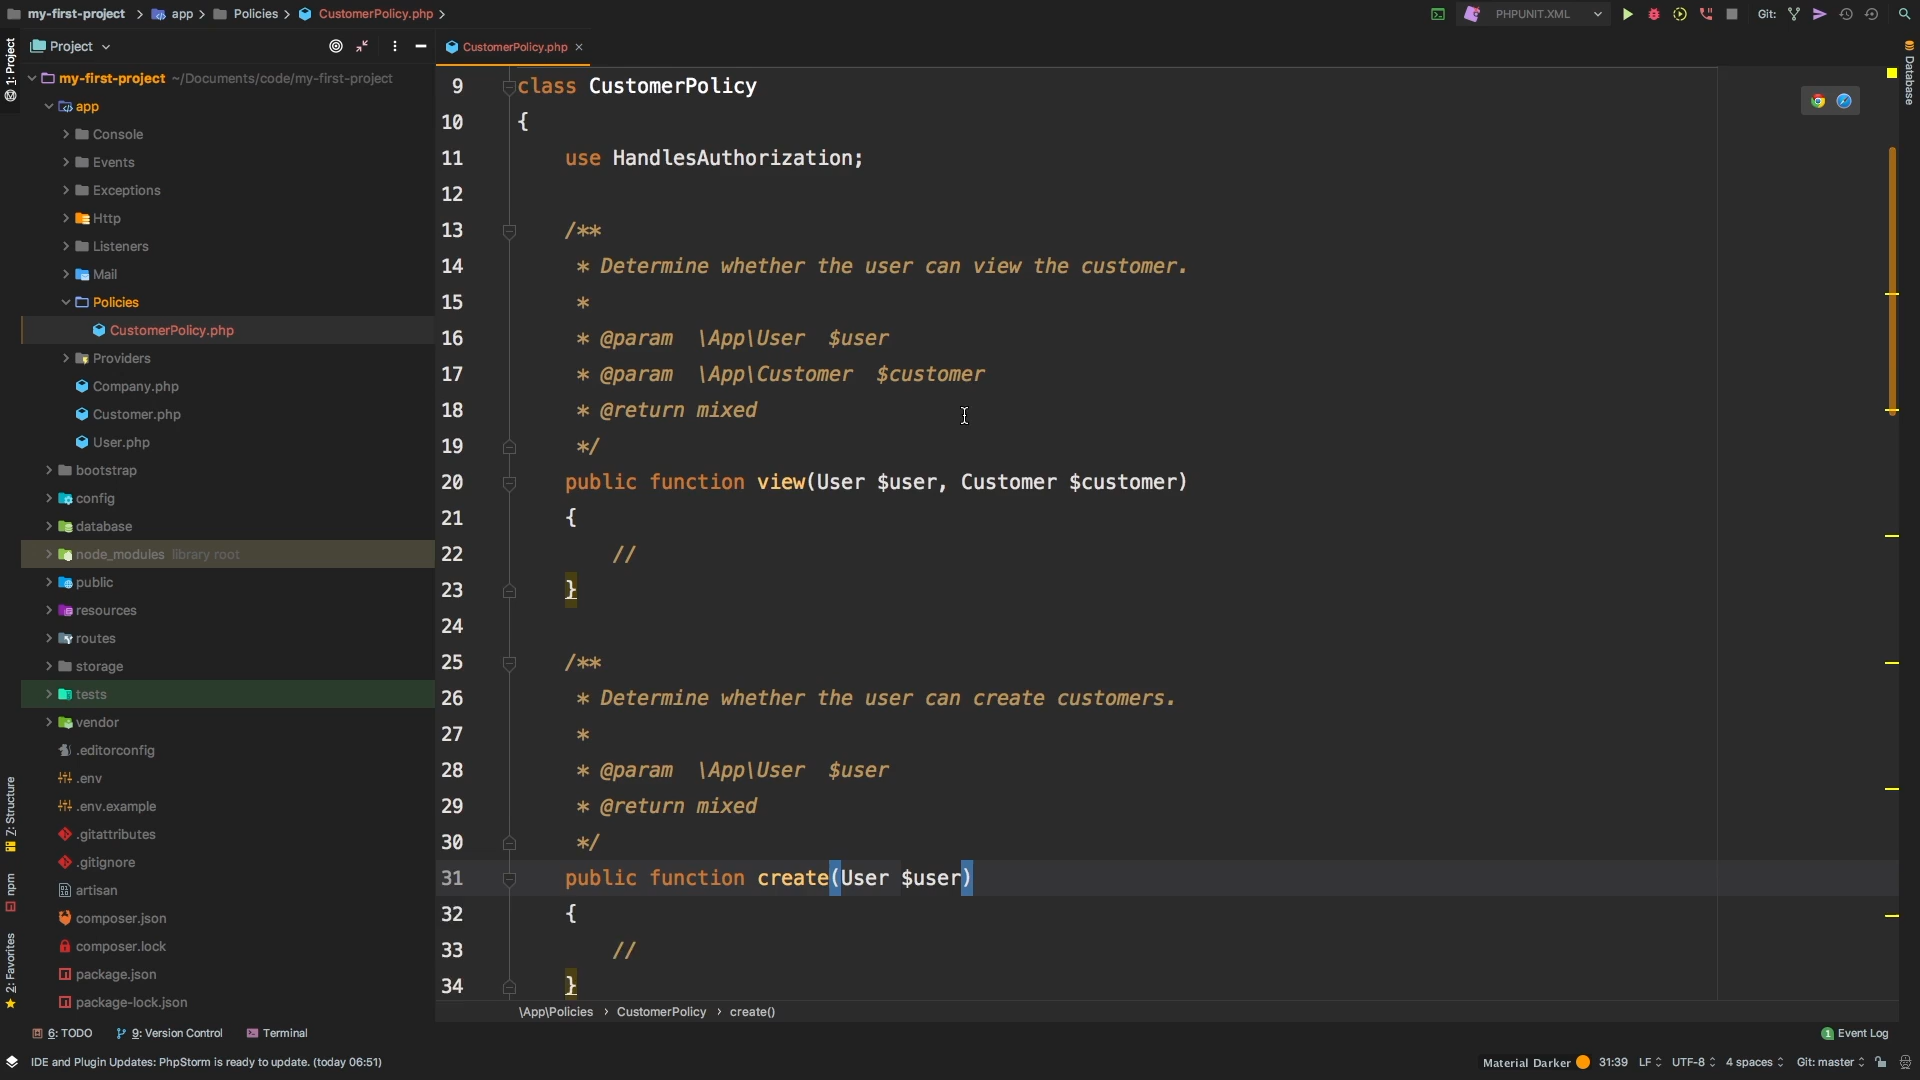 my-first-project > app > Policies > CustomerPolicy.php >
PHPUNIT.XML
Git:
1: Project
Project
CustomerPolicy.php
Database
my-first-project ~/Documents/code/my-first-project
app
Console
Events
Exceptions
Http
Listeners
Mail
Policies
CustomerPolicy.php
Providers
Company.php
Customer.php
User.php
bootstrap
config
database
node_modules library root
public
resources
routes
storage
tests
vendor
.editorconfig
.env
.env.example
.gitattributes
.gitignore
artisan
composer.json
composer.lock
package.json
package-lock.json
Z: Structure
npm
2: Favorites
9 class CustomerPolicy
10 {
11 use HandlesAuthorization;
12
13 /**
14 * Determine whether the user can view the customer.
15 *
16 * @param \App\User $user
17 * @param \App\Customer $customer
18 * @return mixed
19 */
20 public function view(User $user, Customer $customer)
21 {
22 //
23 }
24
25 /**
26 * Determine whether the user can create customers.
27 *
28 * @param \App\User $user
29 * @return mixed
30 */
31 public function create(User $user)
32 {
33 //
34 }
\App\Policies > CustomerPolicy > create()
6: TODO 9: Version Control Terminal
1 Event Log
IDE and Plugin Updates: PhpStorm is ready to update. (today 06:51)
Material Darker 31:39 LF UTF-8 4 spaces Git: master